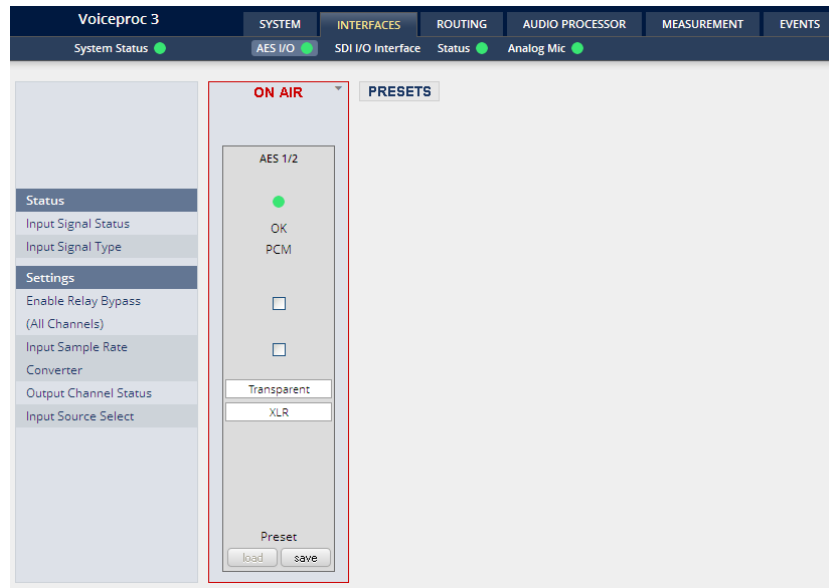 Voiceproc 3 SYSTEM INTERFACES ROUTING AUDIO PROCESSOR MEASUREMENT EVENTS
System Status AES I/O SDI I/O Interface Status Analog Mic
ON AIR PRESETS
AES 1/2
Status
Input Signal Status OK
Input Signal Type PCM
Settings
Enable Relay Bypass
(All Channels)
Input Sample Rate
Converter
Output Channel Status Transparent
Input Source Select XLR
Preset
load save